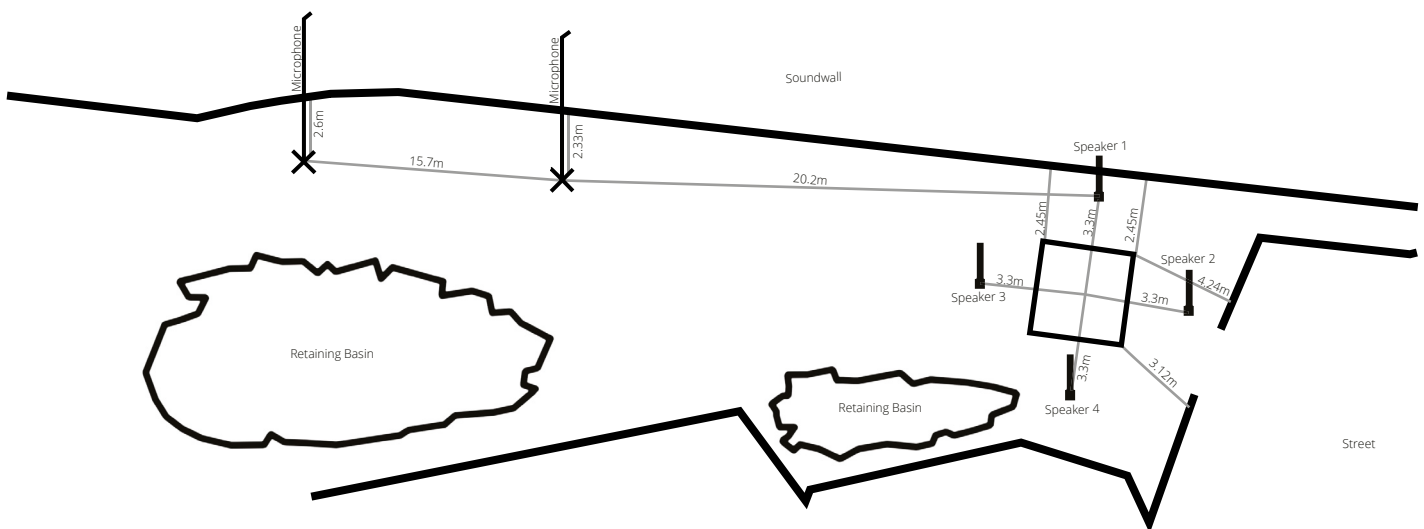 Microphone
Microphone
Soundwall
2.6m
2.33m
15.7m
20.2m
Speaker 1
2.45m
3.3m
2.45m
Speaker 2
4.24m
3.3m
Speaker 3
3.3m
3.3m
3.12m
Speaker 4
Retaining Basin
Retaining Basin
Street